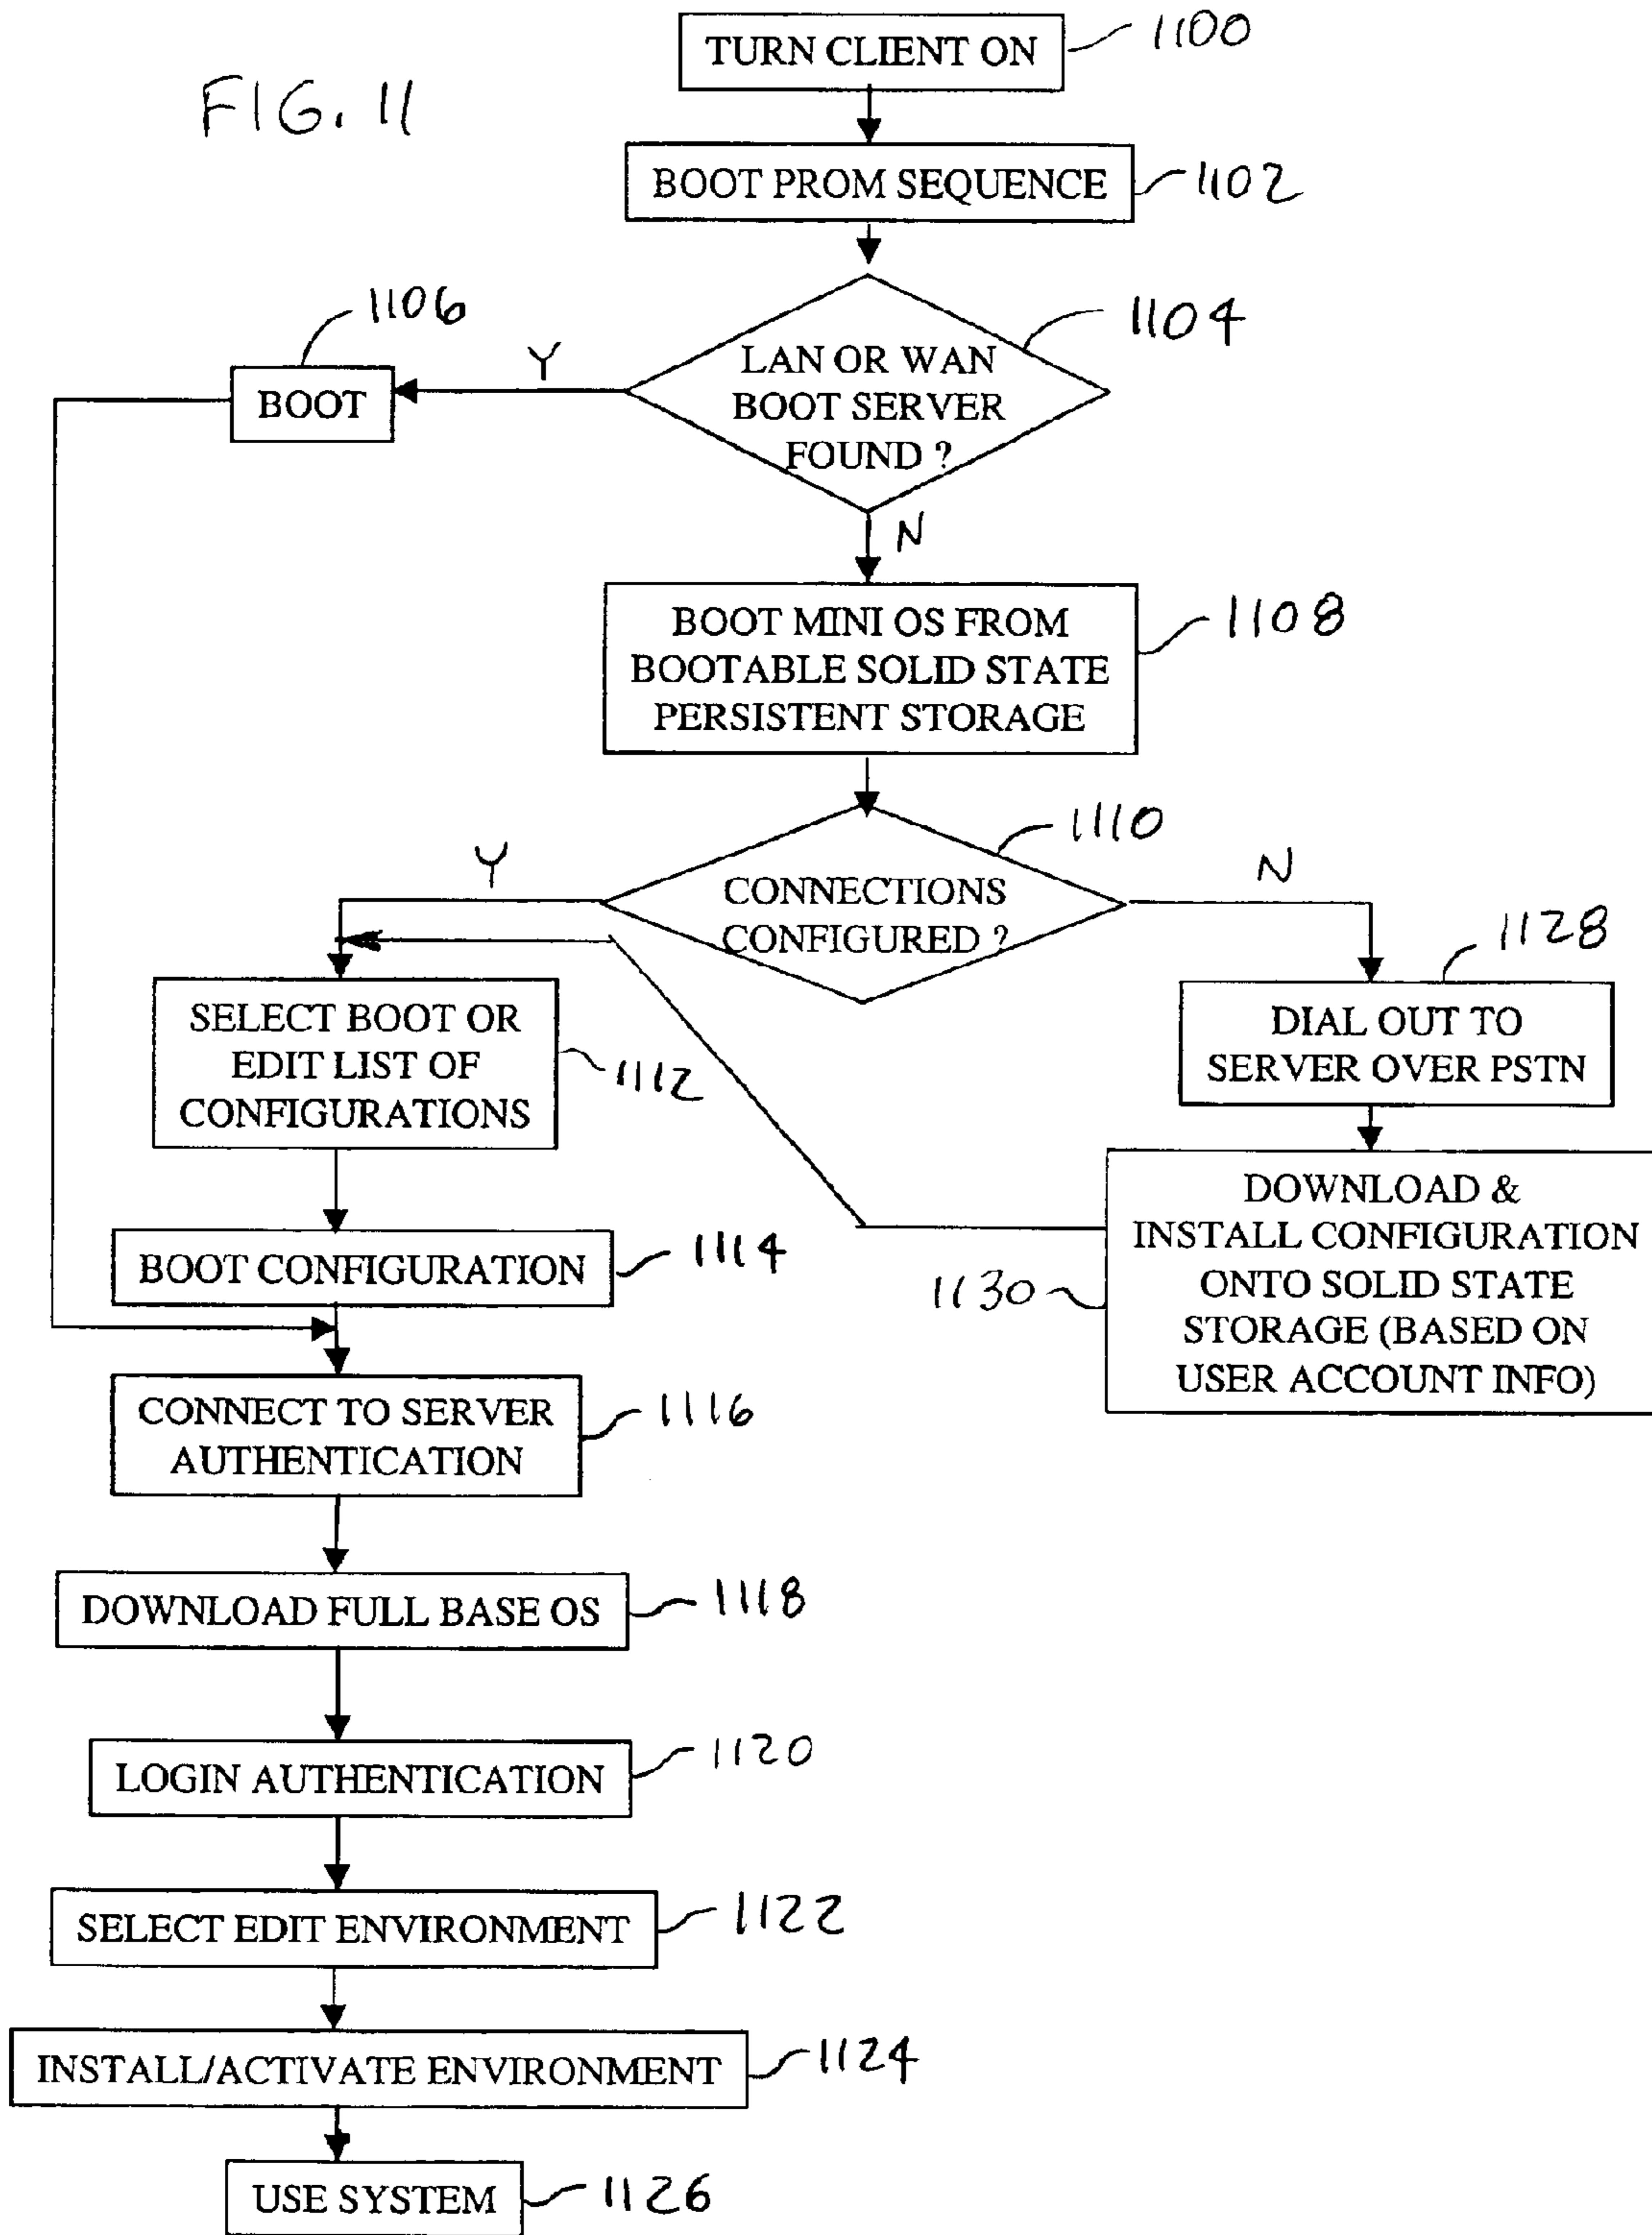 FIG. 11
TURN CLIENT ON
1100
BOOT PROM SEQUENCE
1102
LAN OR WAN
BOOT SERVER
FOUND ?
1104
Y
1106
BOOT
N
BOOT MINI OS FROM
BOOTABLE SOLID STATE
PERSISTENT STORAGE
1108
CONNECTIONS
CONFIGURED ?
1110
Y
N
SELECT BOOT OR
EDIT LIST OF
CONFIGURATIONS
1112
1128
DIAL OUT TO
SERVER OVER PSTN
BOOT CONFIGURATION
1114
DOWNLOAD &
INSTALL CONFIGURATION
ONTO SOLID STATE
STORAGE (BASED ON
USER ACCOUNT INFO)
1130
CONNECT TO SERVER
AUTHENTICATION
1116
DOWNLOAD FULL BASE OS
1118
LOGIN AUTHENTICATION
1120
SELECT EDIT ENVIRONMENT
1122
INSTALL/ACTIVATE ENVIRONMENT
1124
USE SYSTEM
1126